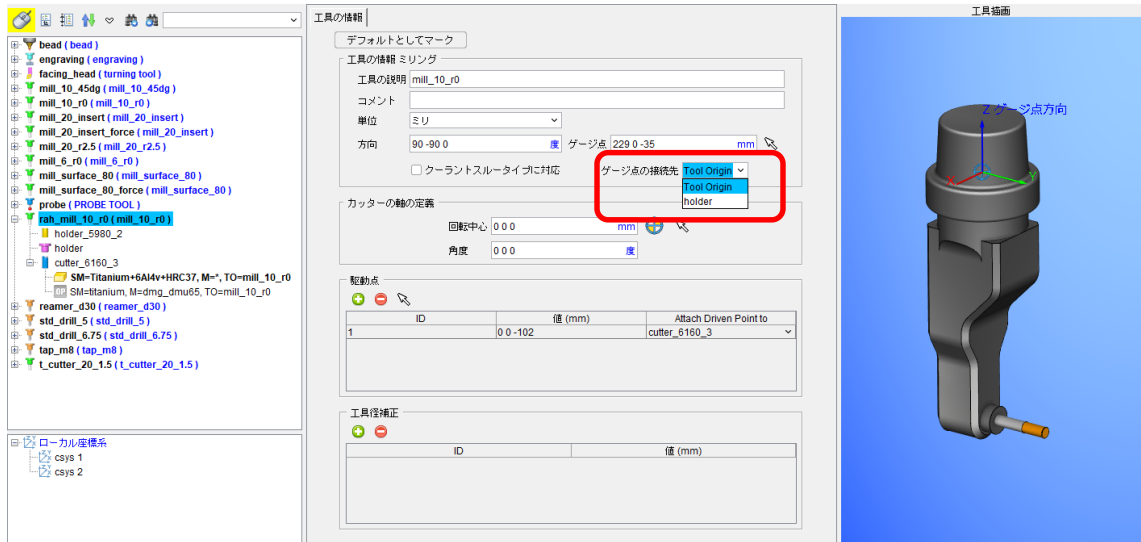 bead ( bead )
engraving ( engraving )
facing_head ( turning tool )
mill_10_45dg ( mill_10_45dg )
mill_10_r0 ( mill_10_r0 )
mill_20_insert ( mill_20_insert )
mill_20_insert_force ( mill_20_insert )
mill_20_r2.5 ( mill_20_r2.5 )
mill_6_r0 ( mill_6_r0 )
mill_surface_80 ( mill_surface_80 )
mill_surface_80_force ( mill_surface_80 )
probe ( PROBE TOOL )
rah_mill_10_r0 ( mill_10_r0 )
holder_5980_2
holder
cutter_6160_3
SM=Titanium+6Al4v+HRC37, M=*, TO=mill_10_r0
OP SM=titanium, M=dmg_dmu65, TO=mill_10_r0
reamer_d30 ( reamer_d30 )
std_drill_5 ( std_drill_5 )
std_drill_6.75 ( std_drill_6.75 )
tap_m8 ( tap_m8 )
t_cutter_20_1.5 ( t_cutter_20_1.5 )
ローカル座標系
csys 1
csys 2
工具の情報
デフォルトとしてマーク
工具の情報 ミリング
工具の説明 mill_10_r0
コメント
単位 ミリ
方向 90 -90 0 度 ゲージ点 229 0 -35 mm
クーラントスルータイプに対応 ゲージ点の接続先 Tool Origin
Tool Origin
holder
カッターの軸の定義
回転中心 0 0 0 mm
角度 0 0 0 度
駆動点
ID 値 (mm) Attach Driven Point to
1 0 0 -102 cutter_6160_3
工具径補正
ID 値 (mm)
工具描画
Z ゲージ点方向
X Y